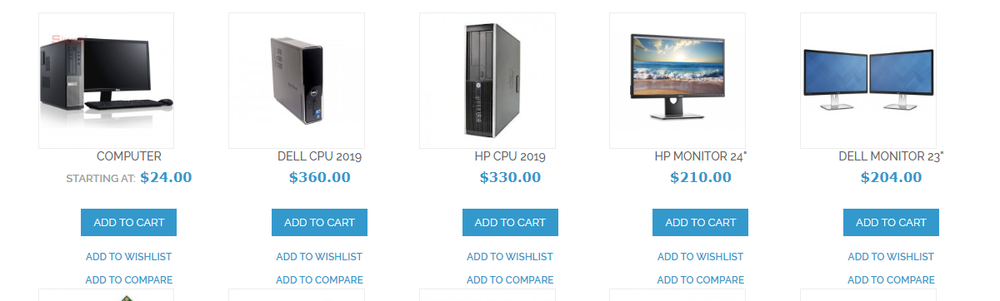 COMPUTER
STARTING AT: $24.00
ADD TO CART
ADD TO WISHLIST
ADD TO COMPARE
DELL CPU 2019
$360.00
ADD TO CART
ADD TO WISHLIST
ADD TO COMPARE
HP CPU 2019
$330.00
ADD TO CART
ADD TO WISHLIST
ADD TO COMPARE
HP MONITOR 24"
$210.00
ADD TO CART
ADD TO WISHLIST
ADD TO COMPARE
DELL MONITOR 23"
$204.00
ADD TO CART
ADD TO WISHLIST
ADD TO COMPARE